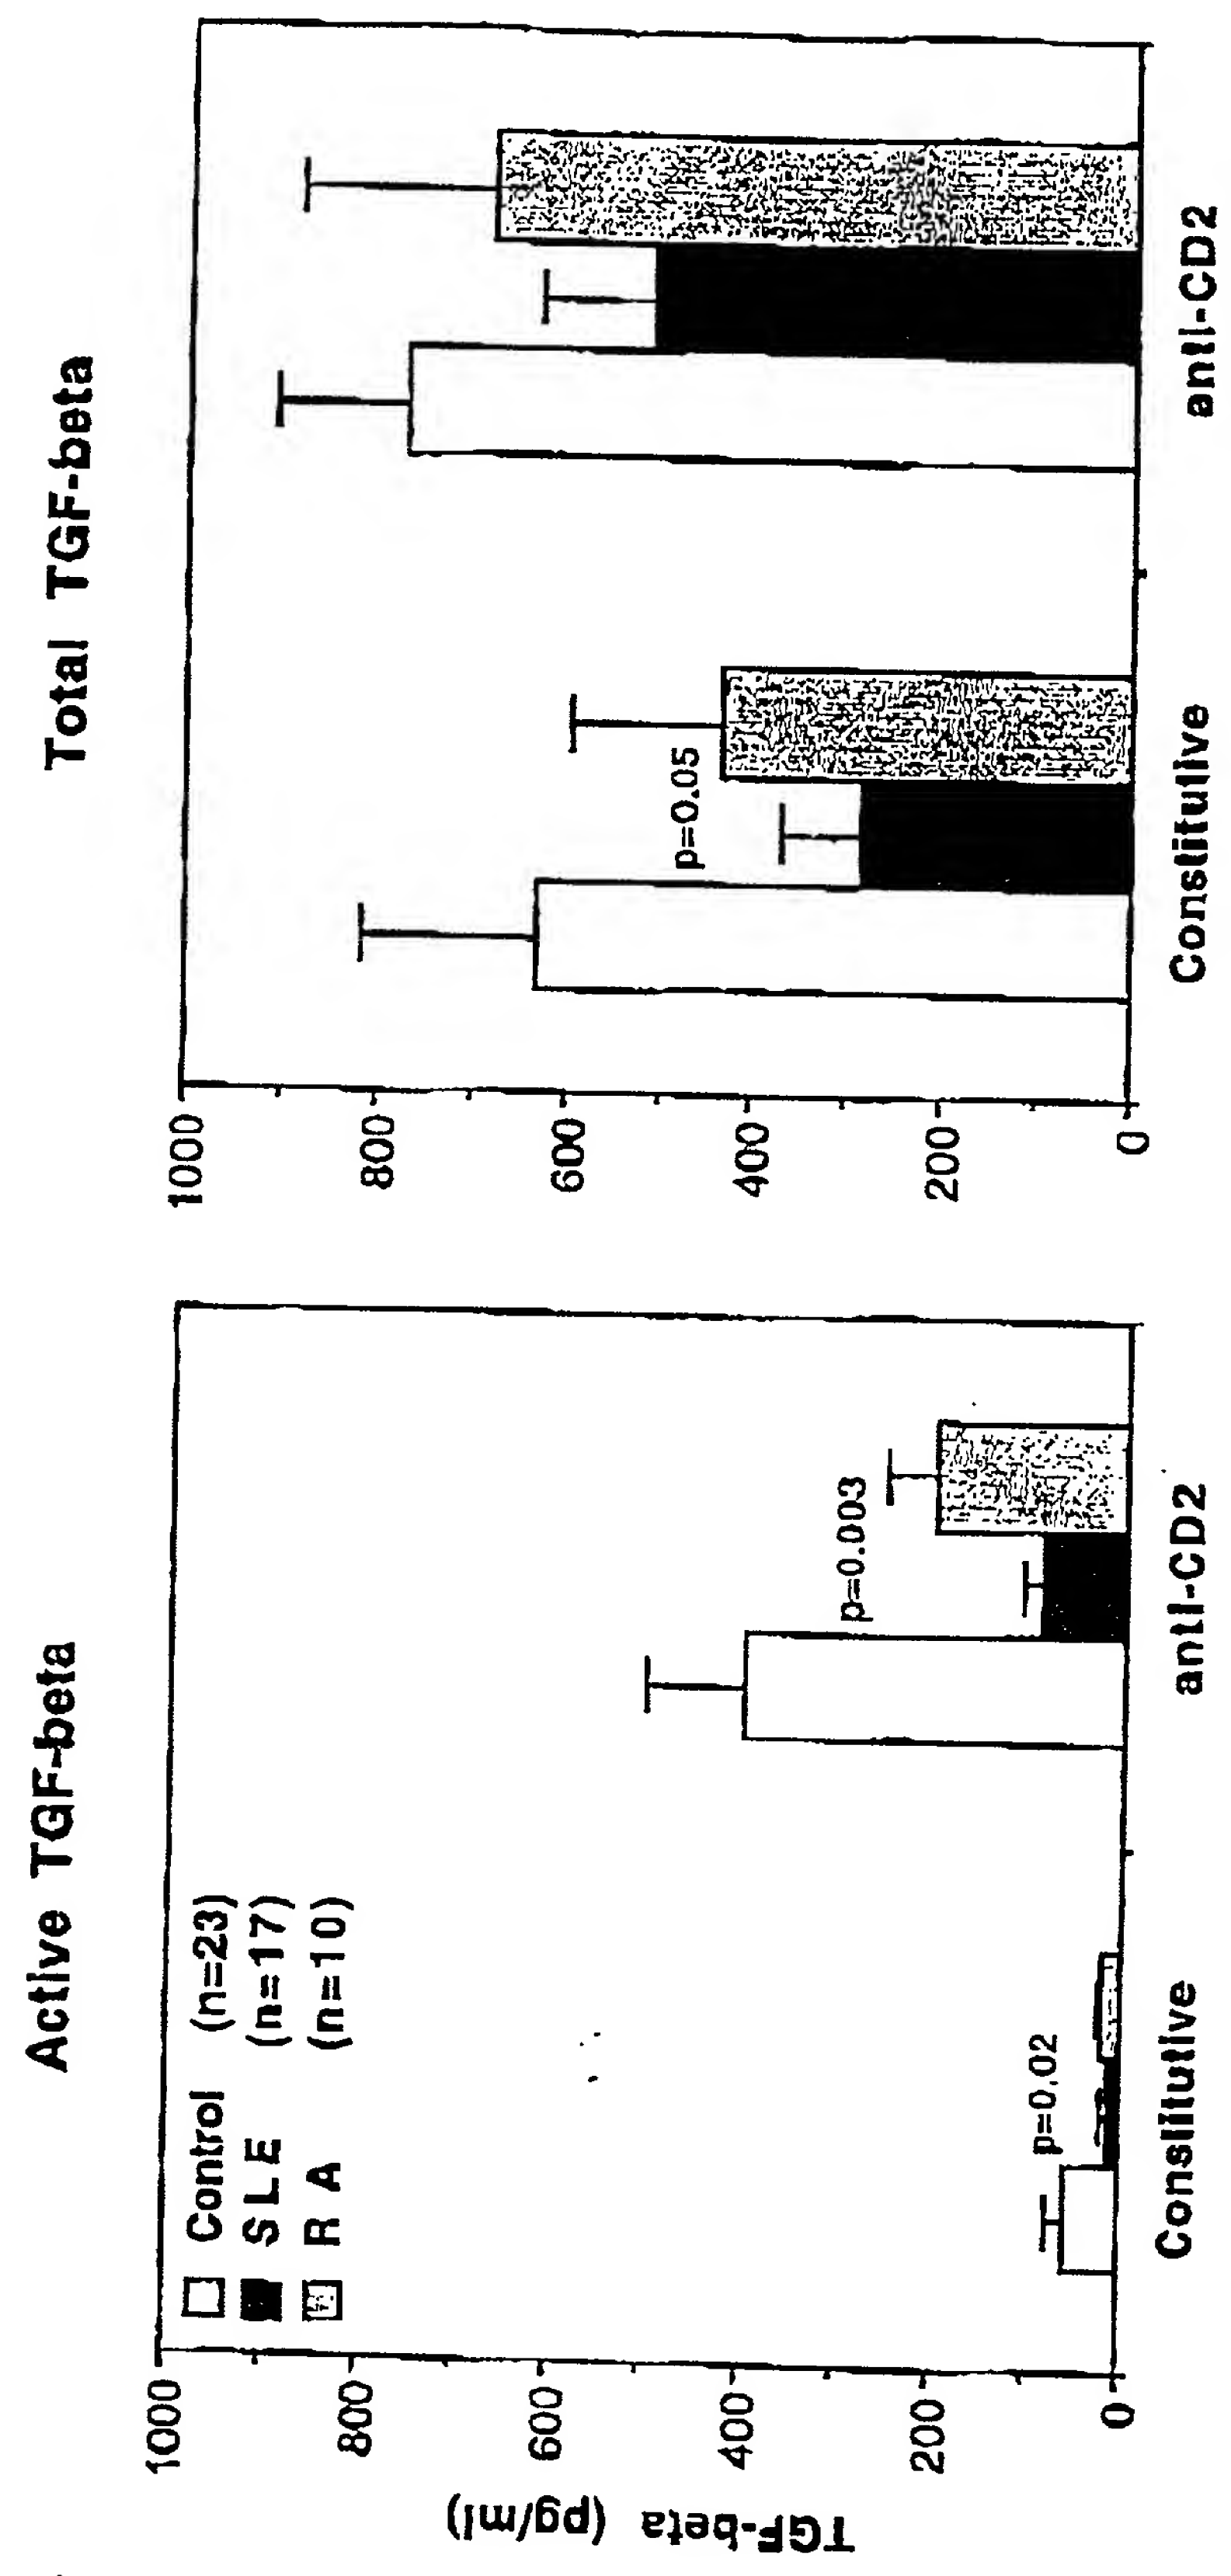 Active TGF-beta
TGF-beta (pg/ml)
1000
800
600
400
200
0
Control (n=23)
SLE (n=17)
R A (n=10)
p=0.02
p=0.003
Constitutive
anti-CD2
Total TGF-beta
1000
800
600
400
200
0
p=0.05
Constitutive
anti-CD2